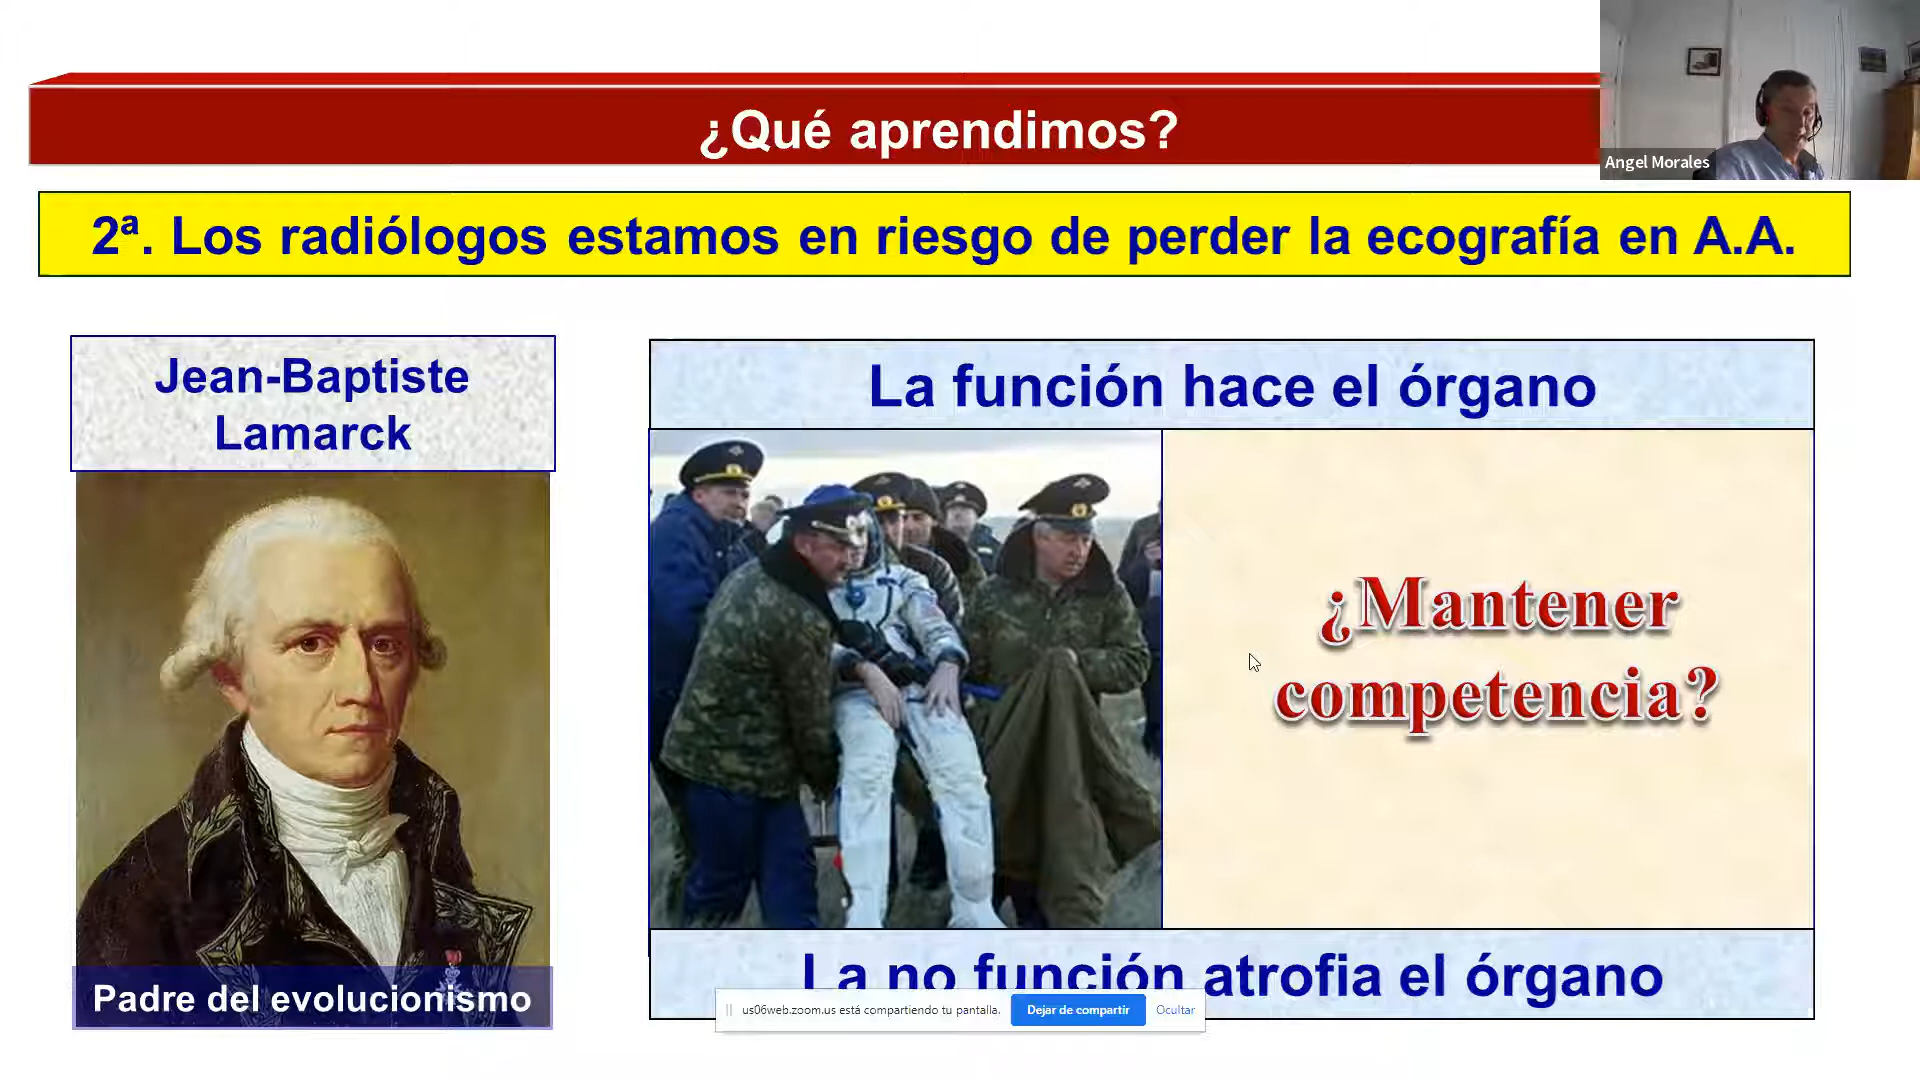 ¿Qué aprendimos?
Angel Morales
2ª. Los radiólogos estamos en riesgo de perder la ecografía en A.A.
Jean-Baptiste
Lamarck
La función hace el órgano
¿Mantener
competencia?
Padre del evolucionismo
La no función atrofia el órgano
us06web.zoom.us está compartiendo tu pantalla.
Dejar de compartir
Ocultar